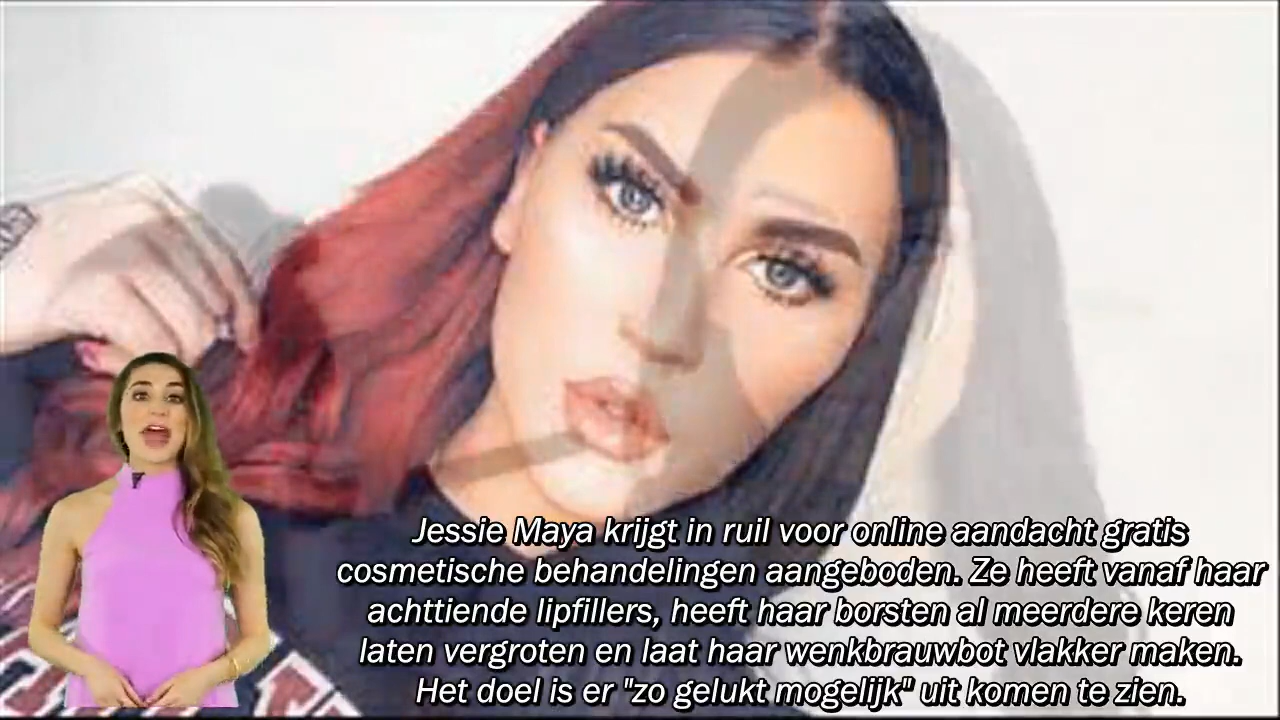 Jessie Maya krijgt in ruil voor online aandacht gratis
cosmetische behandelingen aangeboden. Ze heeft vanaf haar
achttiende lipfillers, heeft haar borsten al meerdere keren
laten vergroten en laat haar wenkbrauwbot vlakker maken.
Het doel is er "zo gelukt mogelijk" uit komen te zien.